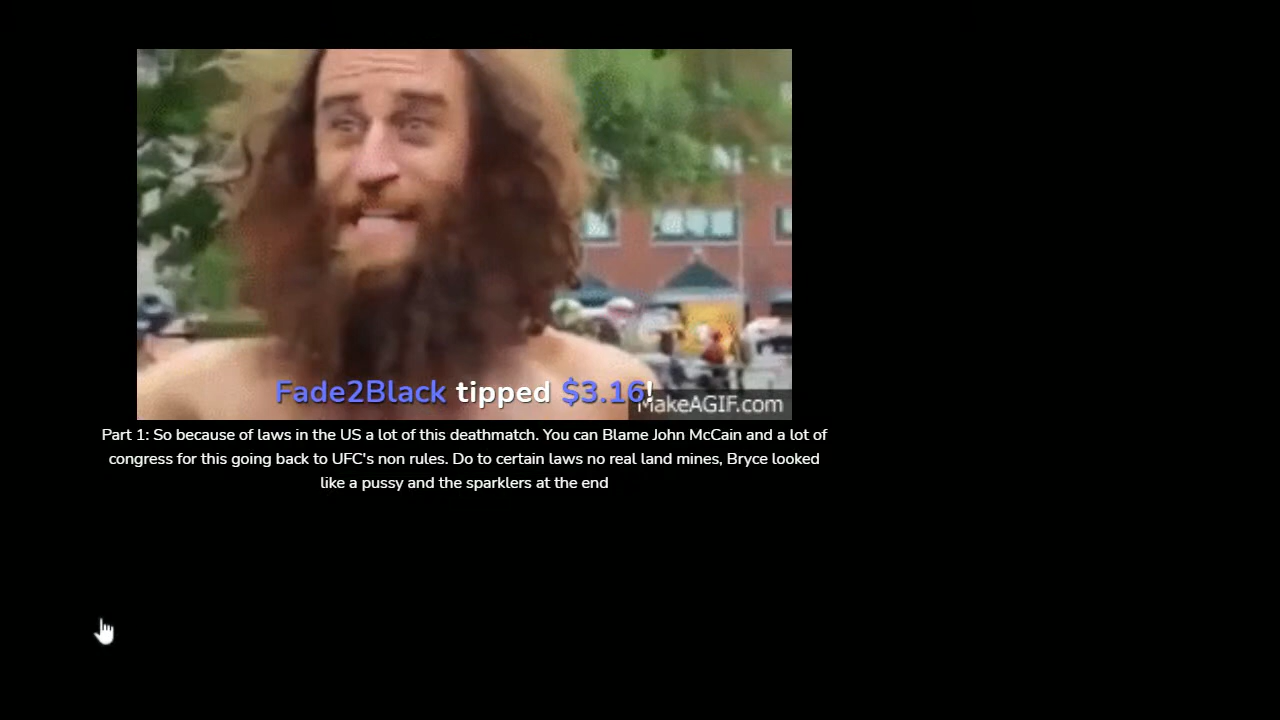 Fade2Black tipped $3.16!
MakeAGIF.com
Part 1: So because of laws in the US a lot of this deathmatch. You can Blame John McCain and a lot of
congress for this going back to UFC's non rules. Do to certain laws no real land mines, Bryce looked
like a pussy and the sparklers at the end